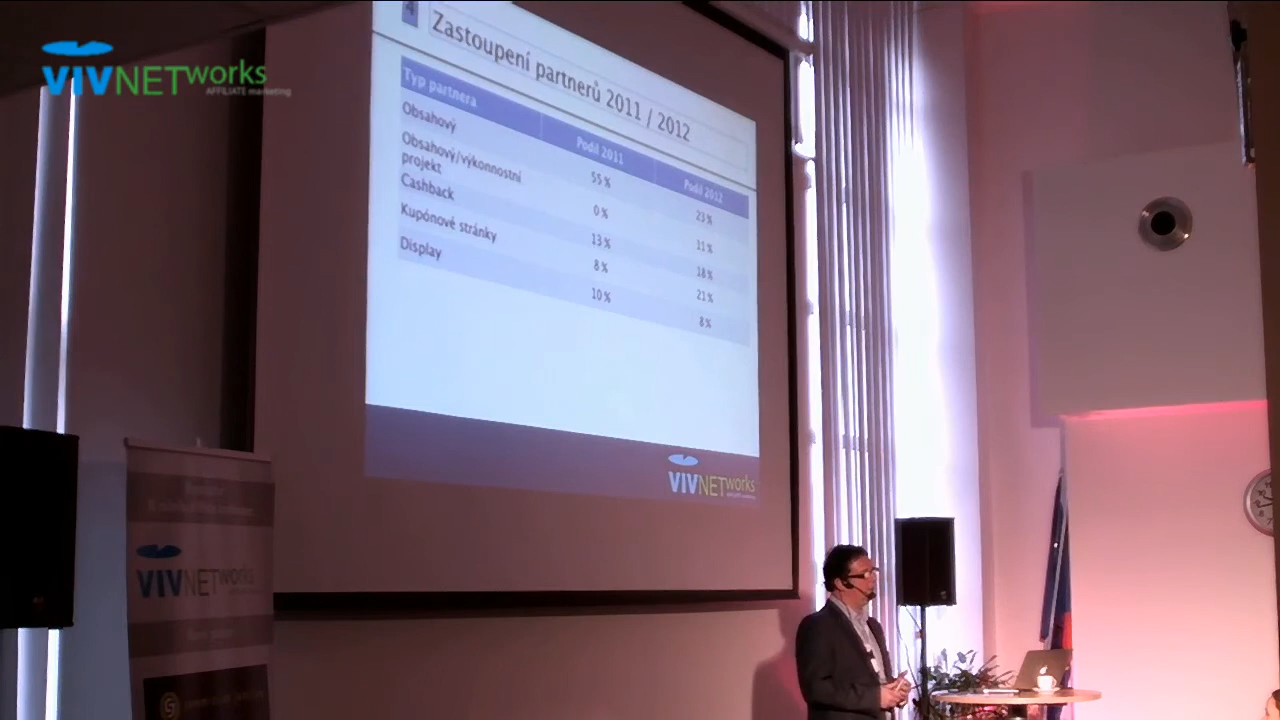 VIVNETworks
AFFILIATE marketing
4
Zastoupení partnerů 2011 / 2012
Typ partnera
Podíl 2011
Podíl 2012
Obsahový
55 %
23 %
Obsahový/výkonnostní
projekt
0 %
11 %
Cashback
13 %
18 %
Kupónové stránky
8 %
21 %
Display
10 %
8 %
VIVNETworks
VIVNETworks